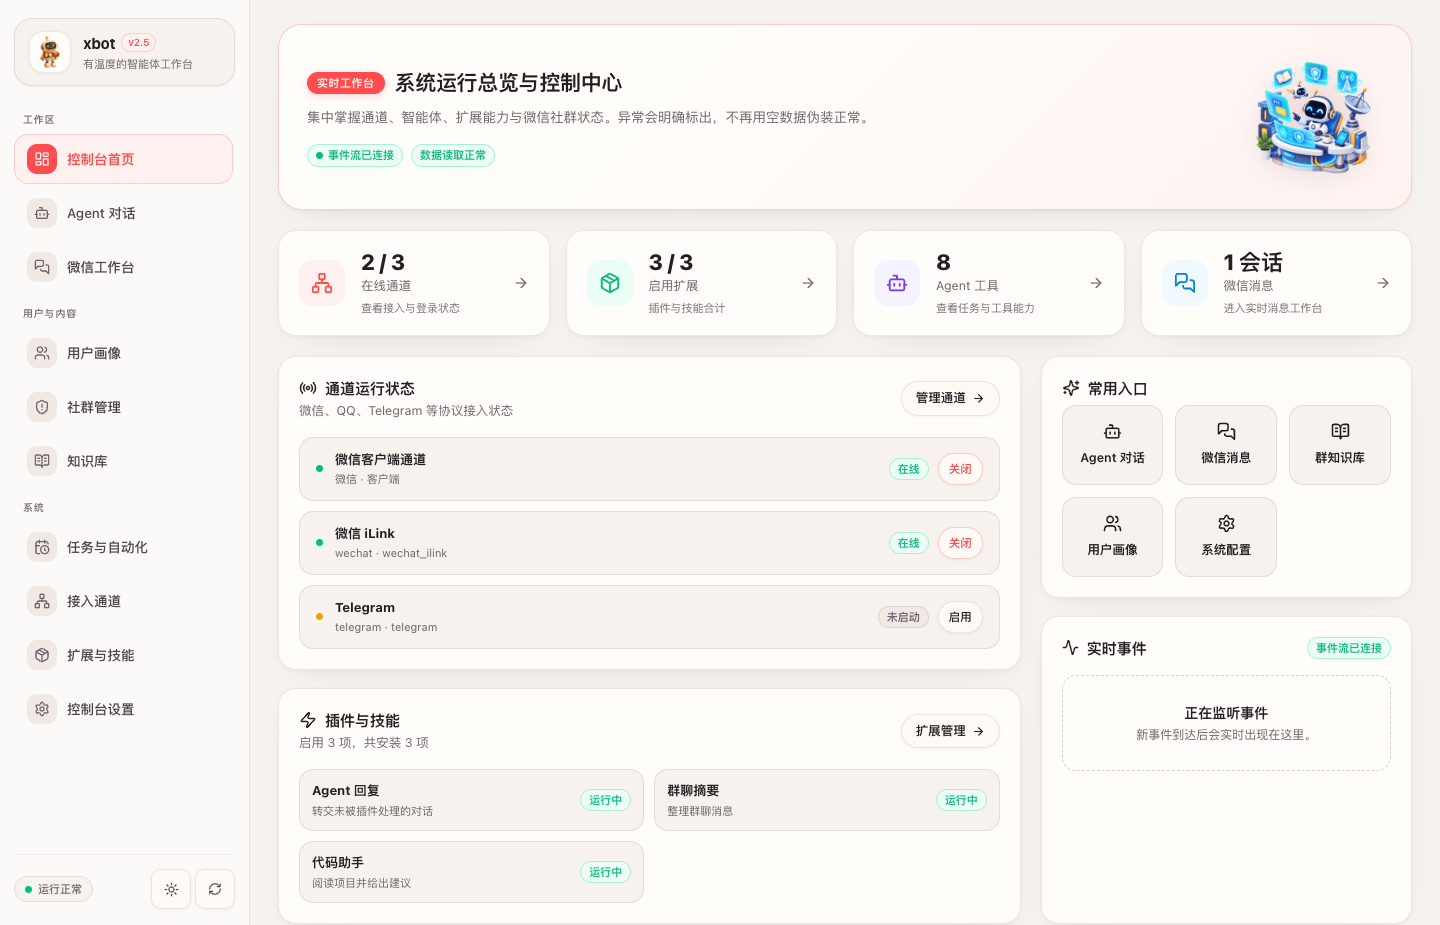 xbot v2.5
有温度的智能体工作台
工作区
控制台首页
Agent 对话
微信工作台
用户与内容
用户画像
社群管理
知识库
系统
任务与自动化
接入通道
扩展与技能
控制台设置
运行正常
实时工作台 系统运行总览与控制中心
集中掌握通道、智能体、扩展能力与微信社群状态。异常会明确标出，不再用空数据伪装正常。
事件流已连接 数据读取正常
2 / 3
在线通道
查看接入与登录状态
3 / 3
启用扩展
插件与技能合计
8
Agent 工具
查看任务与工具能力
1 会话
微信消息
进入实时消息工作台
通道运行状态
微信、QQ、Telegram 等协议接入状态
管理通道
微信客户端通道
微信 · 客户端
在线 关闭
微信 iLink
wechat · wechat_ilink
在线 关闭
Telegram
telegram · telegram
未启动 启用
插件与技能
启用 3 项，共安装 3 项
扩展管理
Agent 回复
转交未被插件处理的对话
运行中
群聊摘要
整理群聊消息
运行中
代码助手
阅读项目并给出建议
运行中
常用入口
Agent 对话
微信消息
群知识库
用户画像
系统配置
实时事件
事件流已连接
正在监听事件
新事件到达后会实时出现在这里。